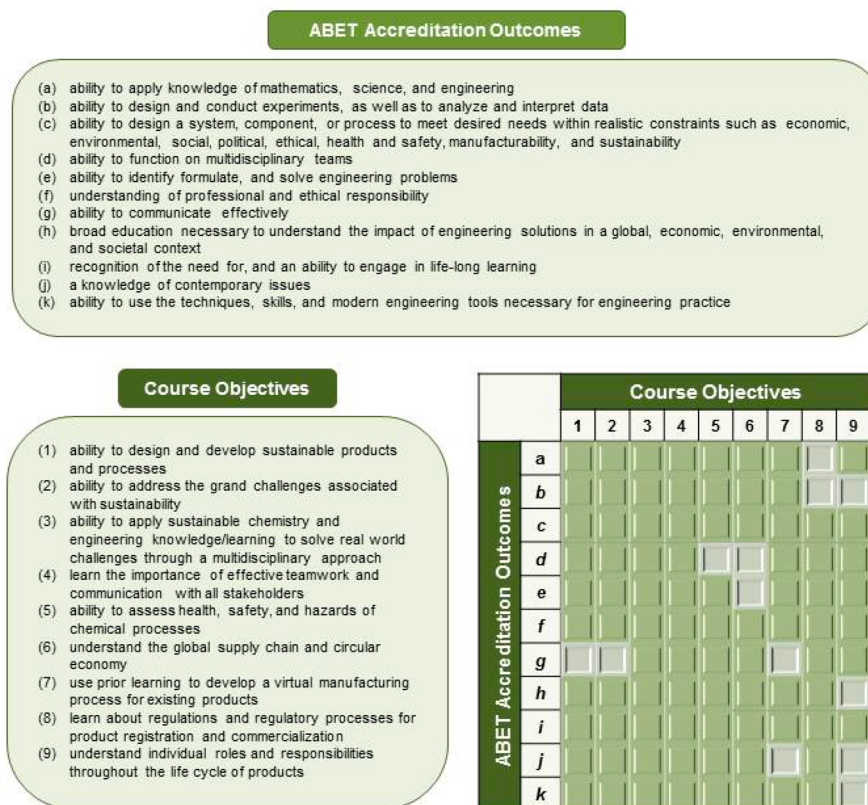 ABET Accreditation Outcomes
(a) ability to apply knowledge of mathematics, science, and engineering
(b) ability to design and conduct experiments, as well as to analyze and interpret data
(c) ability to design a system, component, or process to meet desired needs within realistic constraints such as economic,
environmental, social, political, ethical, health and safety, manufacturability, and sustainability
(d) ability to function on multidisciplinary teams
(e) ability to identify formulate, and solve engineering problems
(f) understanding of professional and ethical responsibility
(g) ability to communicate effectively
(h) broad education necessary to understand the impact of engineering solutions in a global, economic, environmental,
and societal context
(i) recognition of the need for, and an ability to engage in life-long learning
(j) a knowledge of contemporary issues
(k) ability to use the techniques, skills, and modern engineering tools necessary for engineering practice
Course Objectives
(1) ability to design and develop sustainable products
and processes
(2) ability to address the grand challenges associated
with sustainability
(3) ability to apply sustainable chemistry and
engineering knowledge/learning to solve real world
challenges through a multidisciplinary approach
(4) learn the importance of effective teamwork and
communication with all stakeholders
(5) ability to assess health, safety, and hazards of
chemical processes
(6) understand the global supply chain and circular
economy
(7) use prior learning to develop a virtual manufacturing
process for existing products
(8) learn about regulations and regulatory processes for
product registration and commercialization
(9) understand individual roles and responsibilities
throughout the life cycle of products
Course Objectives
1 2 3 4 5 6 7 8 9
ABET Accreditation Outcomes
a
b
c
d
e
f
g
h
i
j
k